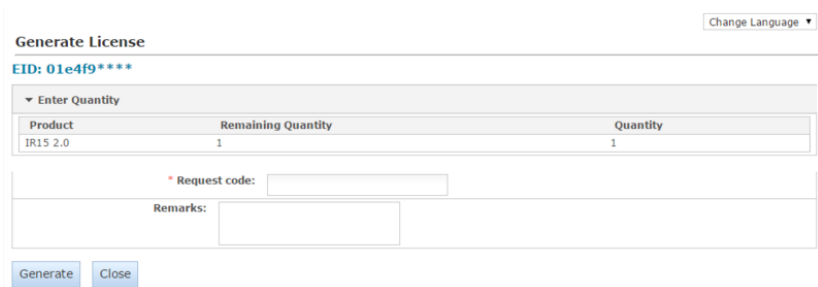 Change Language
Generate License
EID: 01e4f9****
Enter Quantity
Product Remaining Quantity Quantity
IR15 2.0 1 1
* Request code:
Remarks:
Generate Close